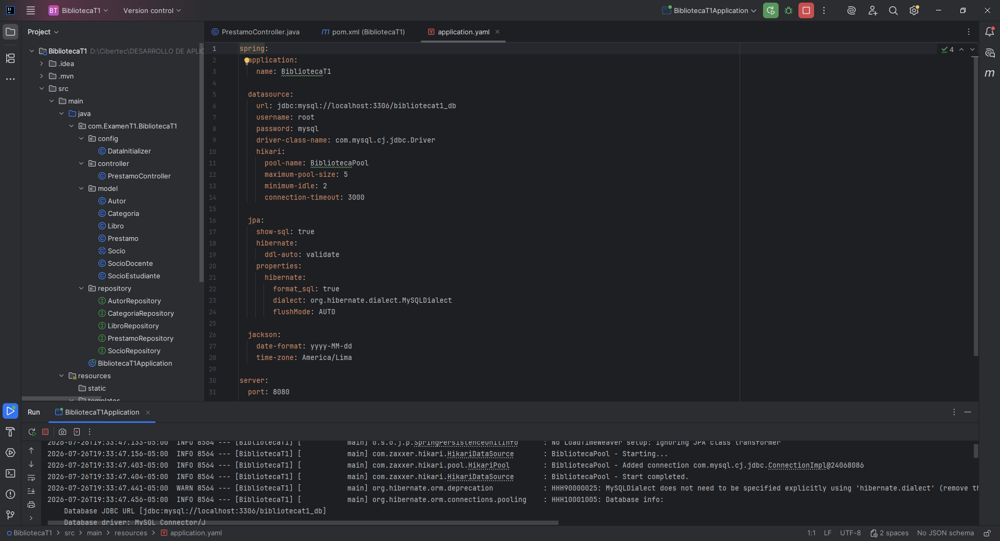 BT BibliotecaT1 Version control BibliotecaT1Application
Project
BibliotecaT1 D:\Cibertec\DESARROLLO DE APLIC
.idea
.mvn
src
main
java
com.ExamenT1.BibliotecaT1
config
DataInitializer
controller
PrestamoController
model
Autor
Categoria
Libro
Prestamo
Socio
SocioDocente
SocioEstudiante
repository
AutorRepository
CategoriaRepository
LibroRepository
PrestamoRepository
SocioRepository
BibliotecaT1Application
resources
static
templates
PrestamoController.java pom.xml (BibliotecaT1) application.yaml
4
1 spring:
2 application:
3 name: BibliotecaT1
4
5 datasource:
6 url: jdbc:mysql://localhost:3306/bibliotecat1_db
7 username: root
8 password: mysql
9 driver-class-name: com.mysql.cj.jdbc.Driver
10 hikari:
11 pool-name: BibliotecaPool
12 maximum-pool-size: 5
13 minimum-idle: 2
14 connection-timeout: 3000
15
16 jpa:
17 show-sql: true
18 hibernate:
19 ddl-auto: validate
20 properties:
21 hibernate:
22 format_sql: true
23 dialect: org.hibernate.dialect.MySQLDialect
24 flushMode: AUTO
25
26 jackson:
27 date-format: yyyy-MM-dd
28 time-zone: America/Lima
29
30 server:
31 port: 8080
Run BibliotecaT1Application
2026-07-26T19:33:47.133-05:00 INFO 8564 --- [BibliotecaT1] [ main] o.s.o.j.p.SpringPersistenceUnitInfo : No LoadTimeWeaver setup: ignoring JPA class transformer
2026-07-26T19:33:47.156-05:00 INFO 8564 --- [BibliotecaT1] [ main] com.zaxxer.hikari.HikariDataSource : BibliotecaPool - Starting...
2026-07-26T19:33:47.403-05:00 INFO 8564 --- [BibliotecaT1] [ main] com.zaxxer.hikari.pool.HikariPool : BibliotecaPool - Added connection com.mysql.cj.jdbc.ConnectionImpl@24068086
2026-07-26T19:33:47.404-05:00 INFO 8564 --- [BibliotecaT1] [ main] com.zaxxer.hikari.HikariDataSource : BibliotecaPool - Start completed.
2026-07-26T19:33:47.441-05:00 WARN 8564 --- [BibliotecaT1] [ main] org.hibernate.orm.deprecation : HHH90000025: MySQLDialect does not need to be specified explicitly using 'hibernate.dialect' (remove th
2026-07-26T19:33:47.456-05:00 INFO 8564 --- [BibliotecaT1] [ main] org.hibernate.orm.connections.pooling : HHH10001005: Database info:
Database JDBC URL [jdbc:mysql://localhost:3306/bibliotecat1_db]
Database driver: MySQL Connector/J
BibliotecaT1 > src > main > resources > application.yaml 1:1 LF UTF-8 2 spaces No JSON schema